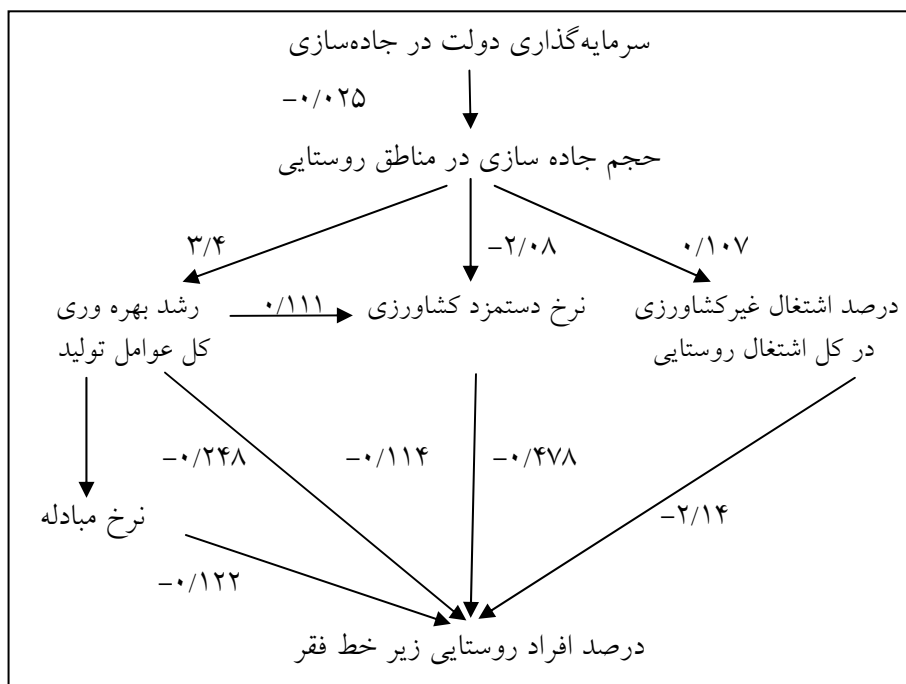 سرمایه‌گذاری دولت در جاده‌سازی
−۰/۰۲۵
حجم جاده سازی در مناطق روستایی
۰/۱۰۷
−۲/۰۸
۳/۴
درصد اشتغال غیرکشاورزی
در کل اشتغال روستایی
نرخ دستمزد کشاورزی
۰/۱۱۱
رشد بهره وری
کل عوامل تولید
−۰/۴۷۸
−۰/۱۱۴
−۰/۲۴۸
−۲/۱۴
نرخ مبادله
−۰/۱۲۲
درصد افراد روستایی زیر خط فقر